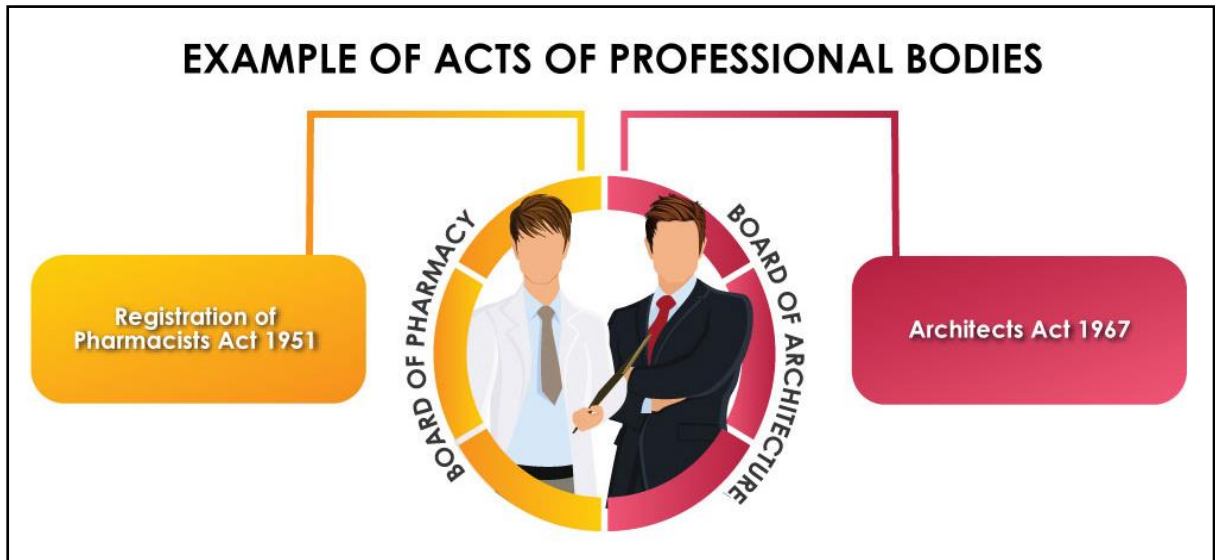 EXAMPLE OF ACTS OF PROFESSIONAL BODIES
BOARD OF PHARMACY
BOARD OF ARCHITECTURE
Registration of
Pharmacists Act 1951
Architects Act 1967